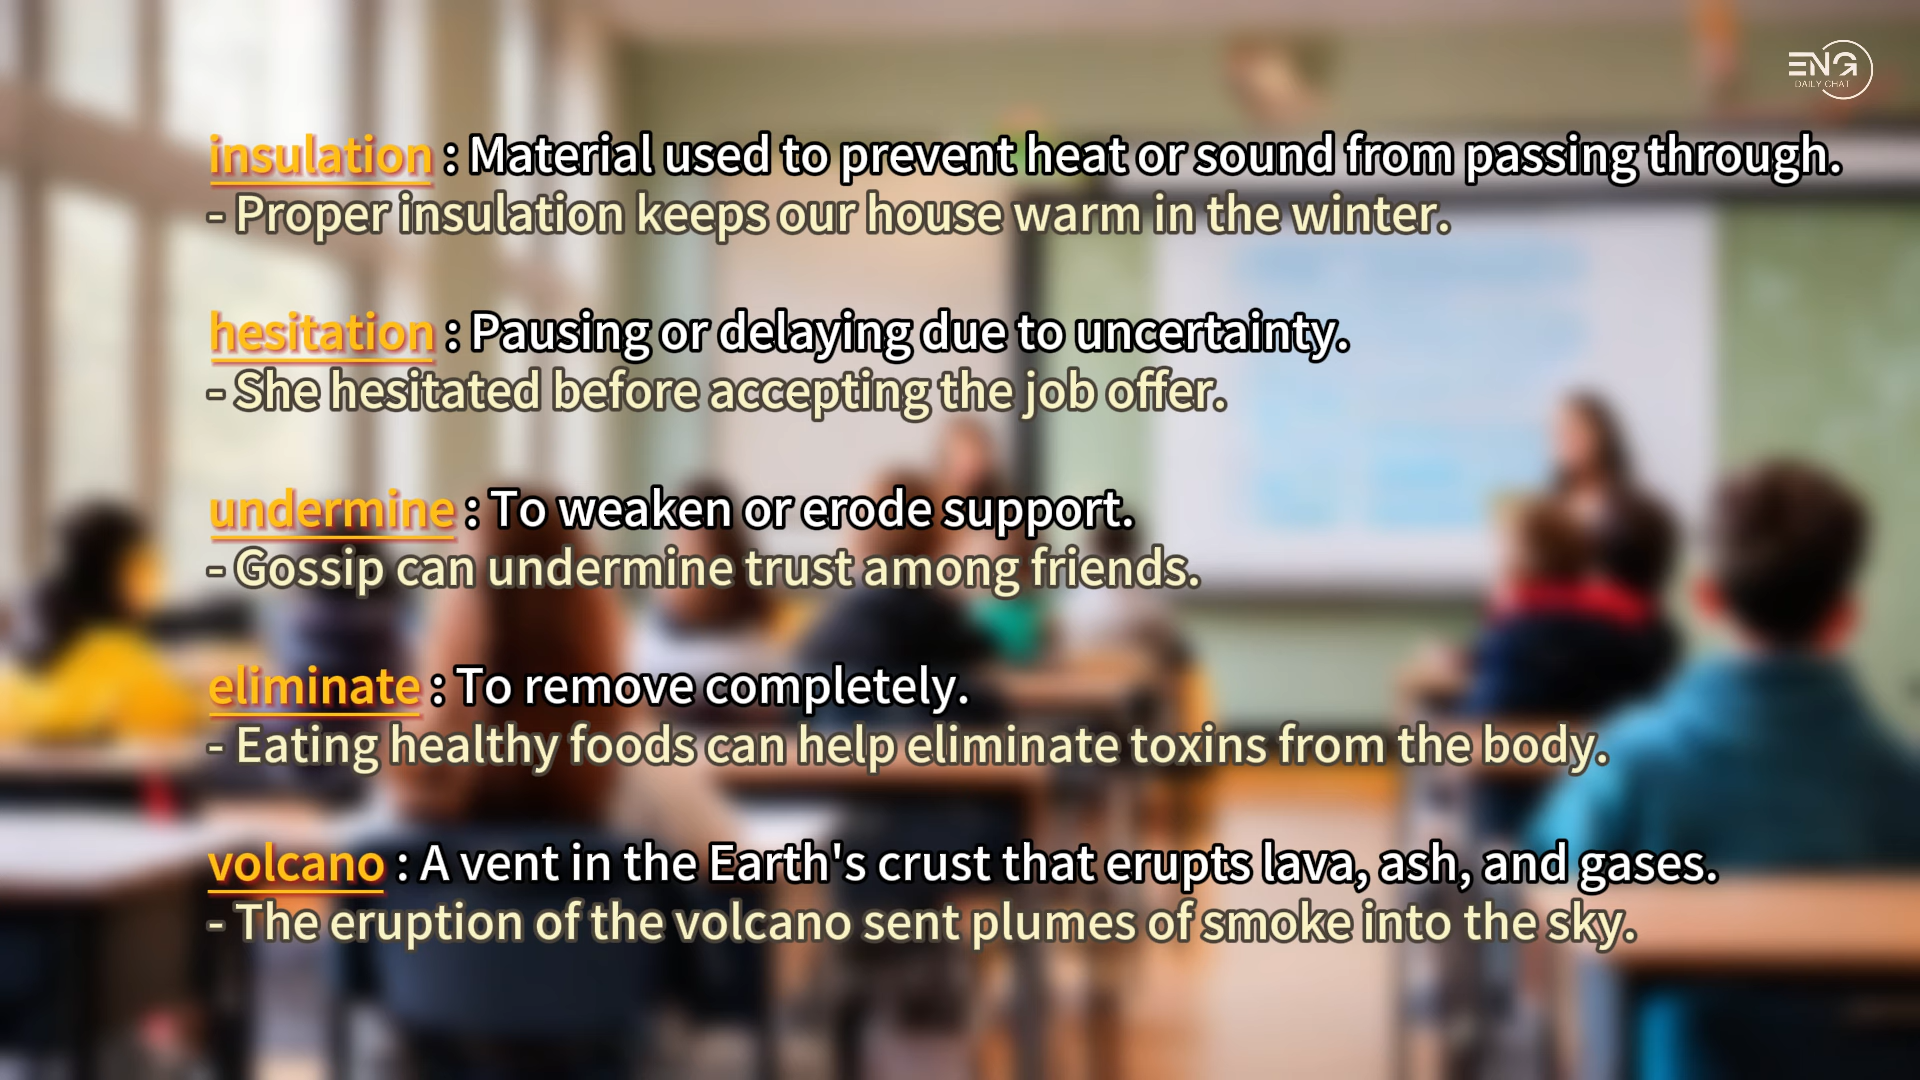 ENG
DAILY CHAT
insulation : Material used to prevent heat or sound from passing through.
- Proper insulation keeps our house warm in the winter.
hesitation : Pausing or delaying due to uncertainty.
- She hesitated before accepting the job offer.
undermine : To weaken or erode support.
- Gossip can undermine trust among friends.
eliminate : To remove completely.
- Eating healthy foods can help eliminate toxins from the body.
volcano : A vent in the Earth's crust that erupts lava, ash, and gases.
- The eruption of the volcano sent plumes of smoke into the sky.